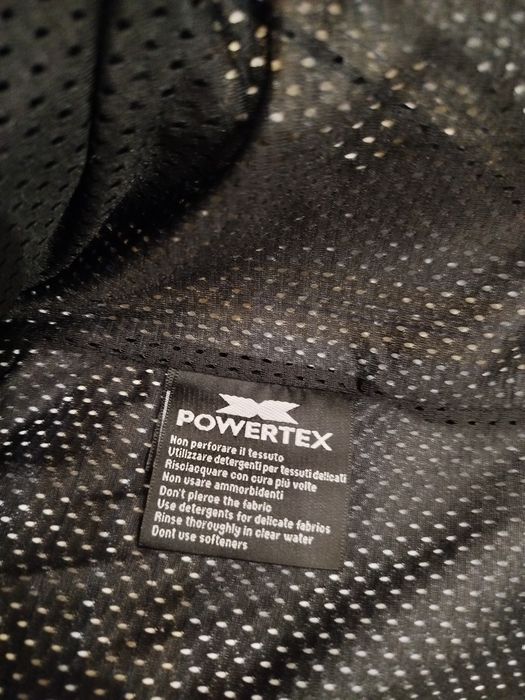 POWERTEX
Non perforare il tessuto
Utilizzare detergenti per tessuti delicati
Risciacquare con cura più volte
Non usare ammorbidenti
Don't pierce the fabric
Use detergents for delicate fabrics
Rinse thoroughly in clear water
Dont use softeners